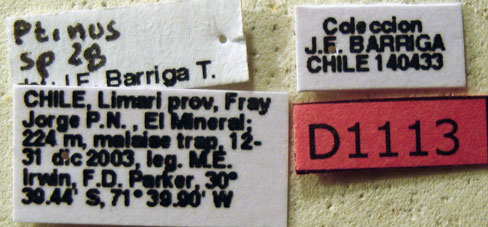 Ptinus
sp 28
J.E. Barriga T.
Coleccion
J.E. BARRIGA
CHILE 140433
CHILE, Limari prov, Fray
Jorge P.N. , El Mineral;
224 m, malaise trap, 12-
31 dic 2003, leg. M.E.
Irwin, F.D. Parker, 30°
39.44' S, 71° 39.90' W
D1113